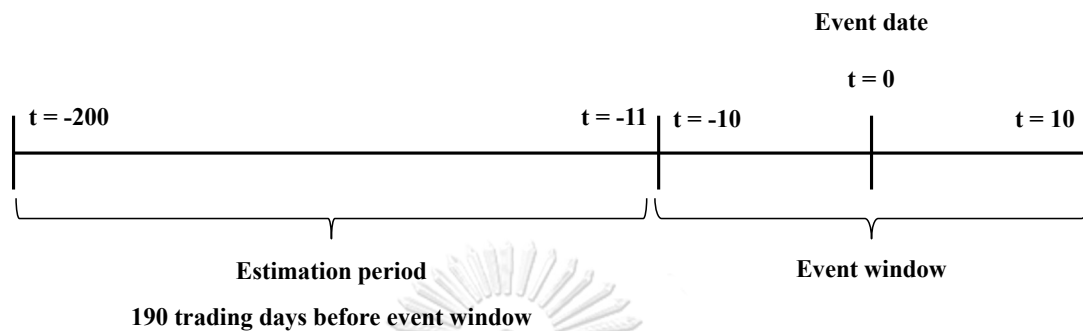 Event date
t = 0
t = -200
t = -11
t = -10
t = 10
Estimation period
Event window
190 trading days before event window